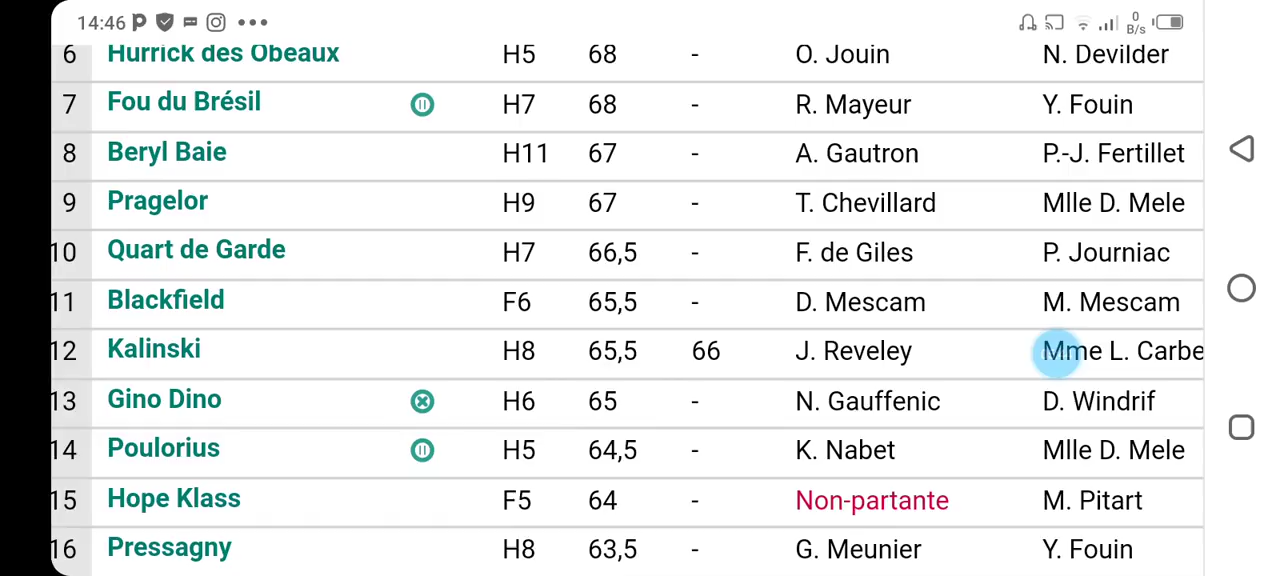 14:46 0 B/s
6 Hurrick des Obeaux H5 68 - O. Jouin N. Devilder
7 Fou du Brésil H7 68 - R. Mayeur Y. Fouin
8 Beryl Baie H11 67 - A. Gautron P.-J. Fertillet
9 Pragelor H9 67 - T. Chevillard Mlle D. Mele
10 Quart de Garde H7 66,5 - F. de Giles P. Journiac
11 Blackfield F6 65,5 - D. Mescam M. Mescam
12 Kalinski H8 65,5 66 J. Reveley Mme L. Carbe
13 Gino Dino H6 65 - N. Gauffenic D. Windrif
14 Poulorius H5 64,5 - K. Nabet Mlle D. Mele
15 Hope Klass F5 64 - Non-partante M. Pitart
16 Pressagny H8 63,5 - G. Meunier Y. Fouin